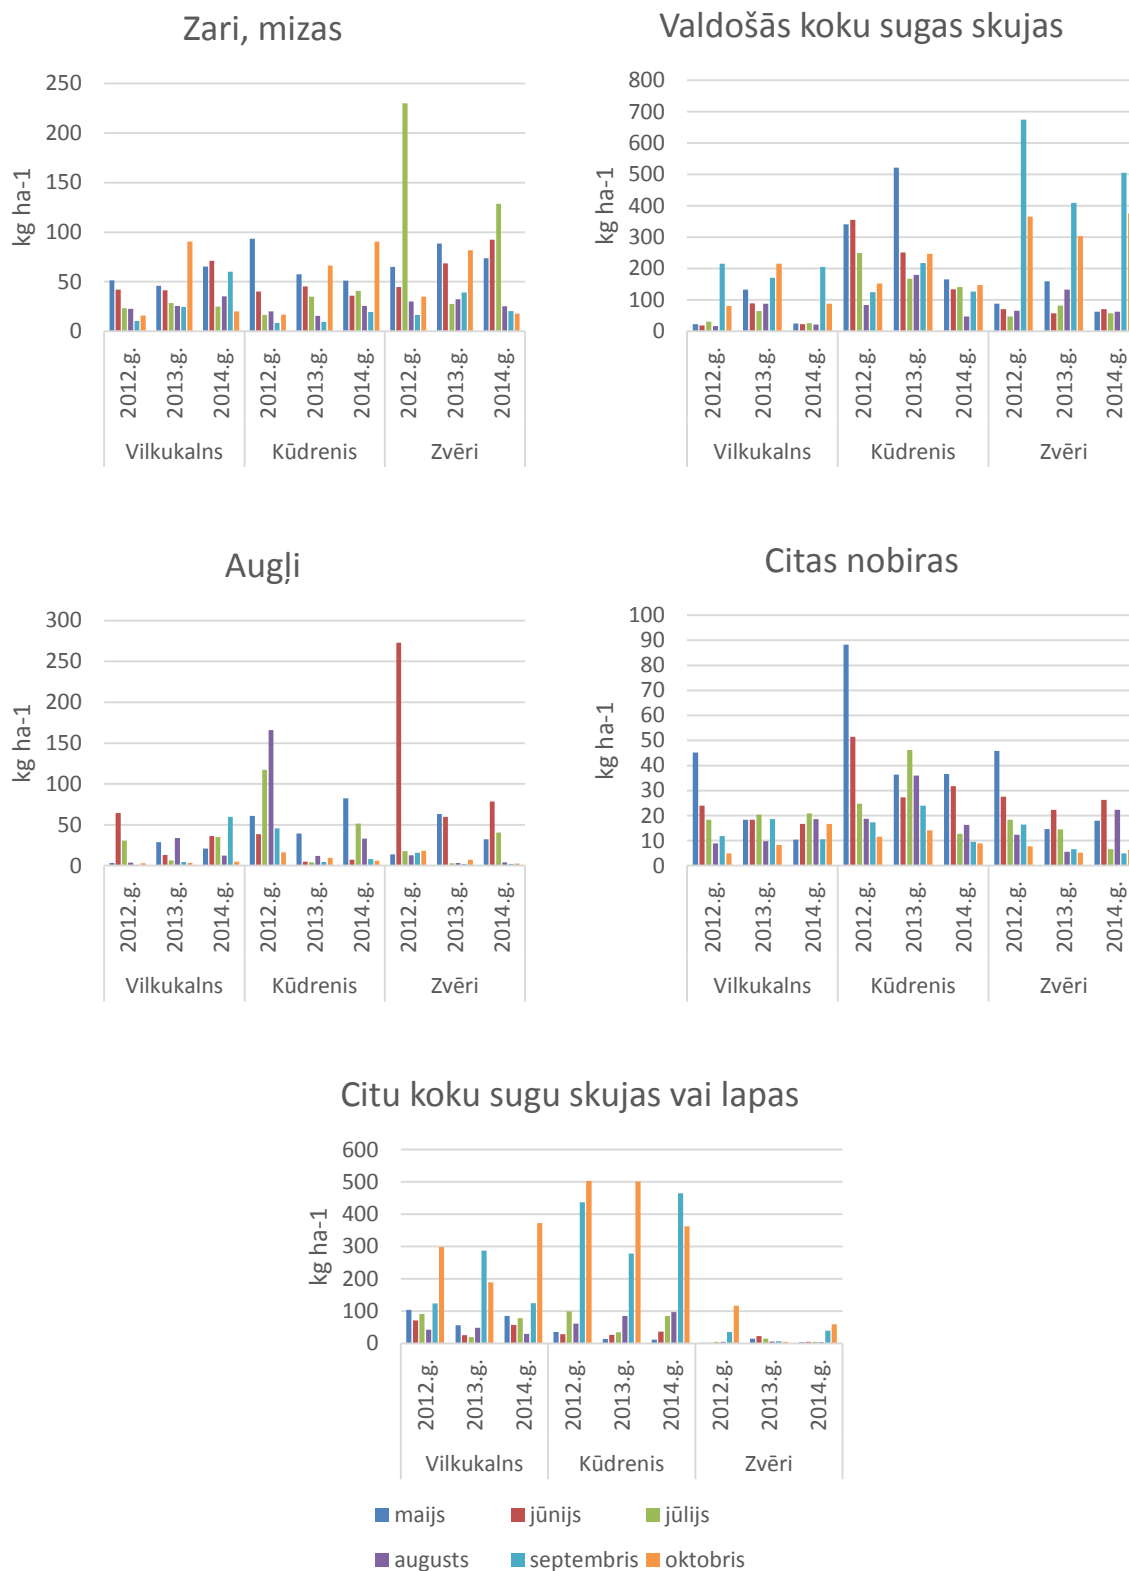 Zari, mizas
250
200
150
100
50
0
kg ha-1
2012.g. 2013.g. 2014.g. 2012.g. 2013.g. 2014.g. 2012.g. 2013.g. 2014.g.
Vilkukalns Kūdrenis Zvēri
Valdošās koku sugas skujas
800
700
600
500
400
300
200
100
0
kg ha-1
2012.g. 2013.g. 2014.g. 2012.g. 2013.g. 2014.g. 2012.g. 2013.g. 2014.g.
Vilkukalns Kūdrenis Zvēri
Augļi
300
250
200
150
100
50
0
kg ha-1
2012.g. 2013.g. 2014.g. 2012.g. 2013.g. 2014.g. 2012.g. 2013.g. 2014.g.
Vilkukalns Kūdrenis Zvēri
Citas nobiras
100
90
80
70
60
50
40
30
20
10
0
kg ha-1
2012.g. 2013.g. 2014.g. 2012.g. 2013.g. 2014.g. 2012.g. 2013.g. 2014.g.
Vilkukalns Kūdrenis Zvēri
Citu koku sugu skujas vai lapas
600
500
400
300
200
100
0
kg ha-1
2012.g. 2013.g. 2014.g. 2012.g. 2013.g. 2014.g. 2012.g. 2013.g. 2014.g.
Vilkukalns Kūdrenis Zvēri
maijs jūnijs jūlijs
augusts septembris oktobris